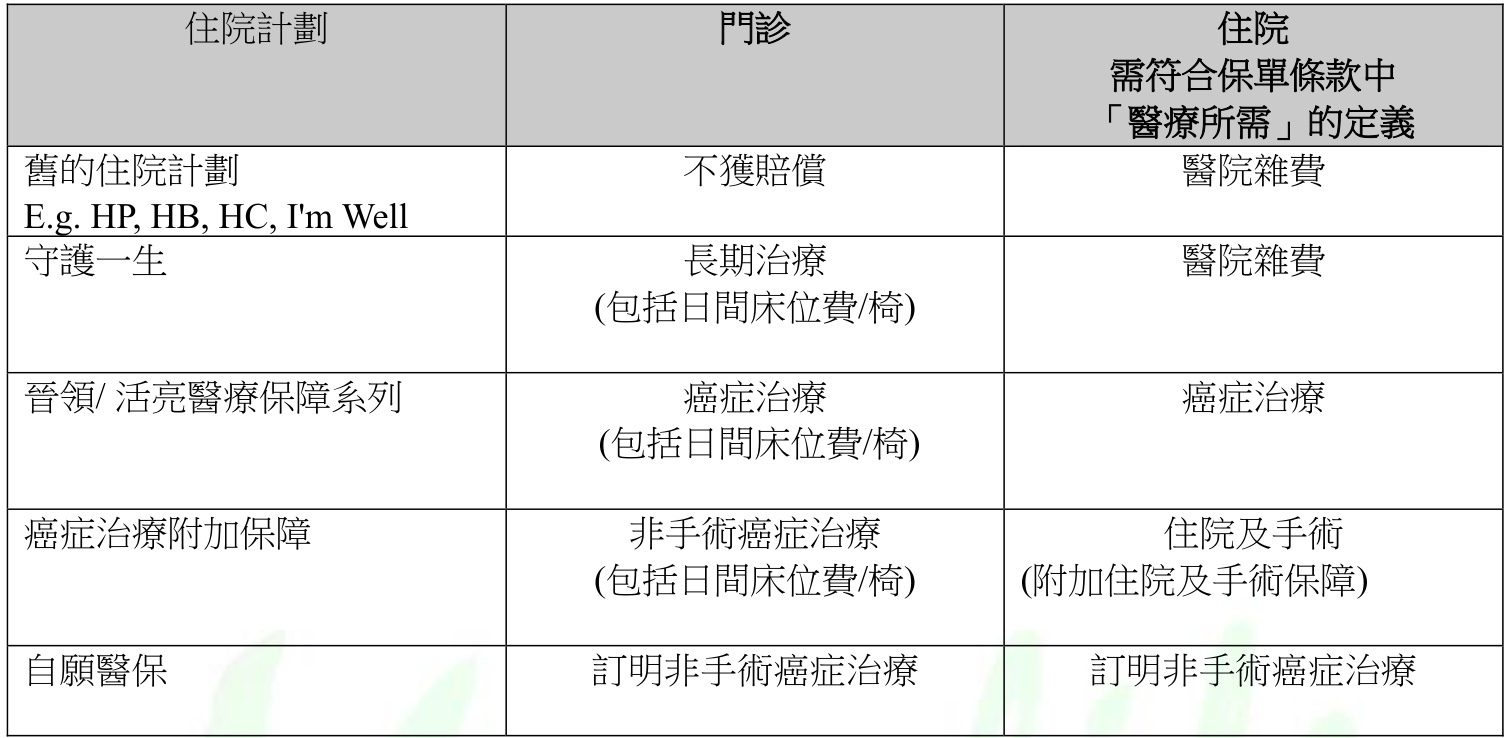 住院計劃
門診
住院
需符合保單條款中
「醫療所需」的定義
舊的住院計劃
E.g. HP, HB, HC, I'm Well
不獲賠償
醫院雜費
守護一生
長期治療
(包括日間床位費/椅)
醫院雜費
晉領/ 活亮醫療保障系列
癌症治療
(包括日間床位費/椅)
癌症治療
癌症治療附加保障
非手術癌症治療
(包括日間床位費/椅)
住院及手術
(附加住院及手術保障)
自願醫保
訂明非手術癌症治療
訂明非手術癌症治療